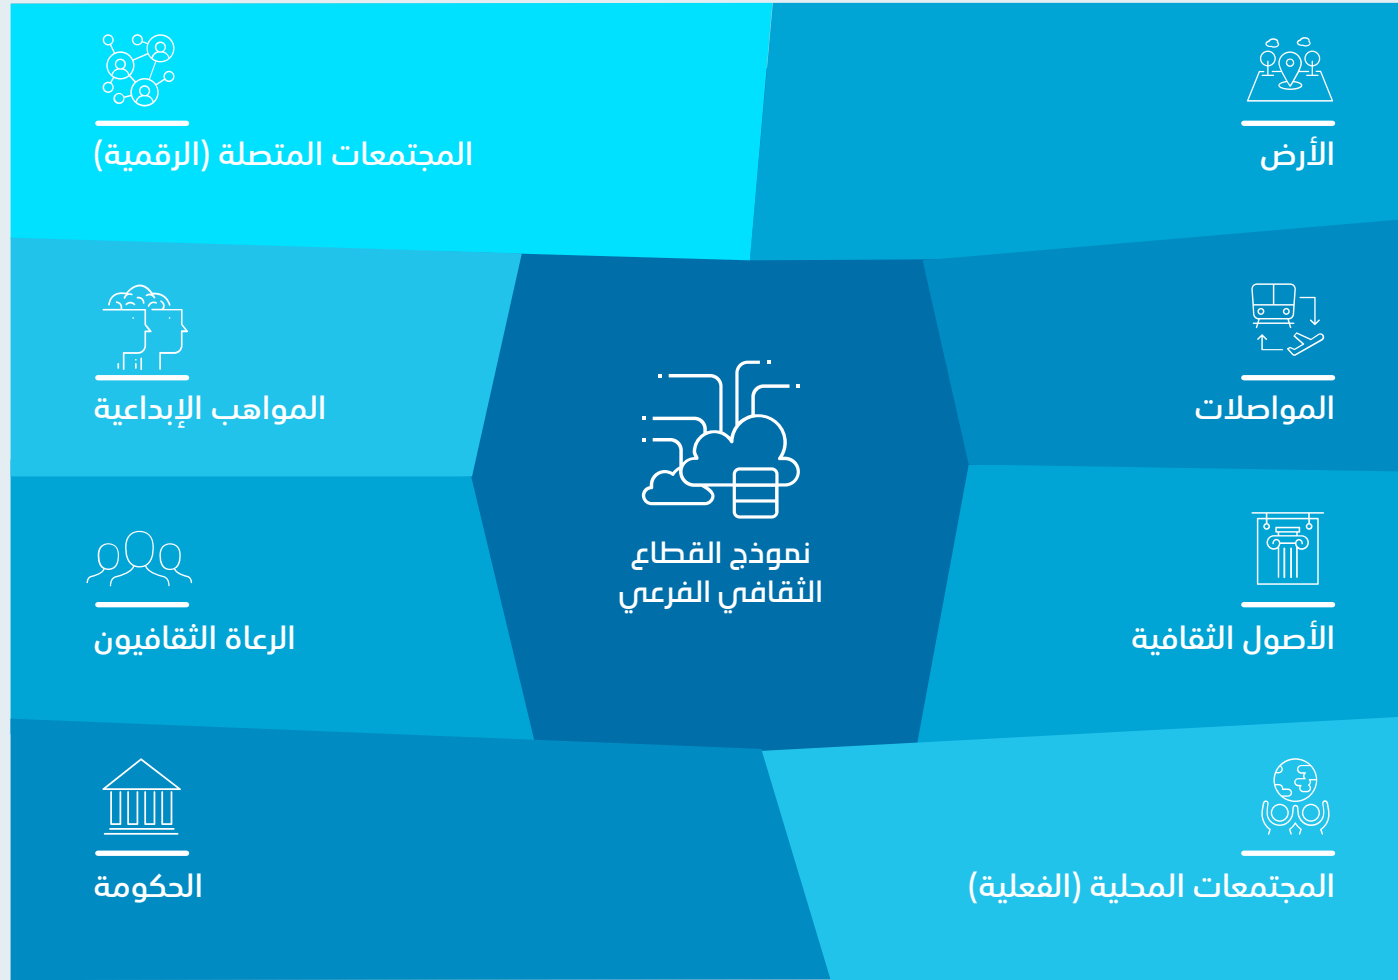 الأرض
المجتمعات المتصلة (الرقمية)
المواصلات
المواهب الإبداعية
نموذج القطاع
الثقافي الفرعي
الأصول الثقافية
الرعاة الثقافيون
المجتمعات المحلية (الفعلية)
الحكومة